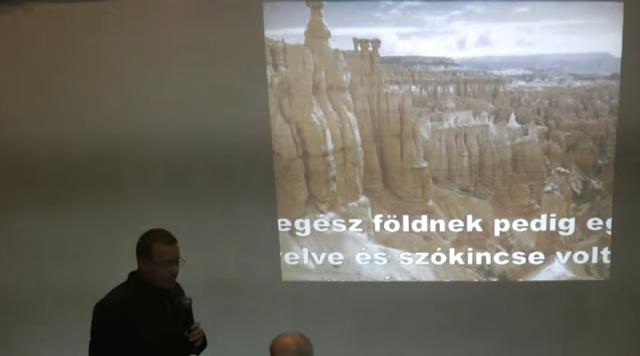 egész földnek pedig eg
elve és szókincse volt